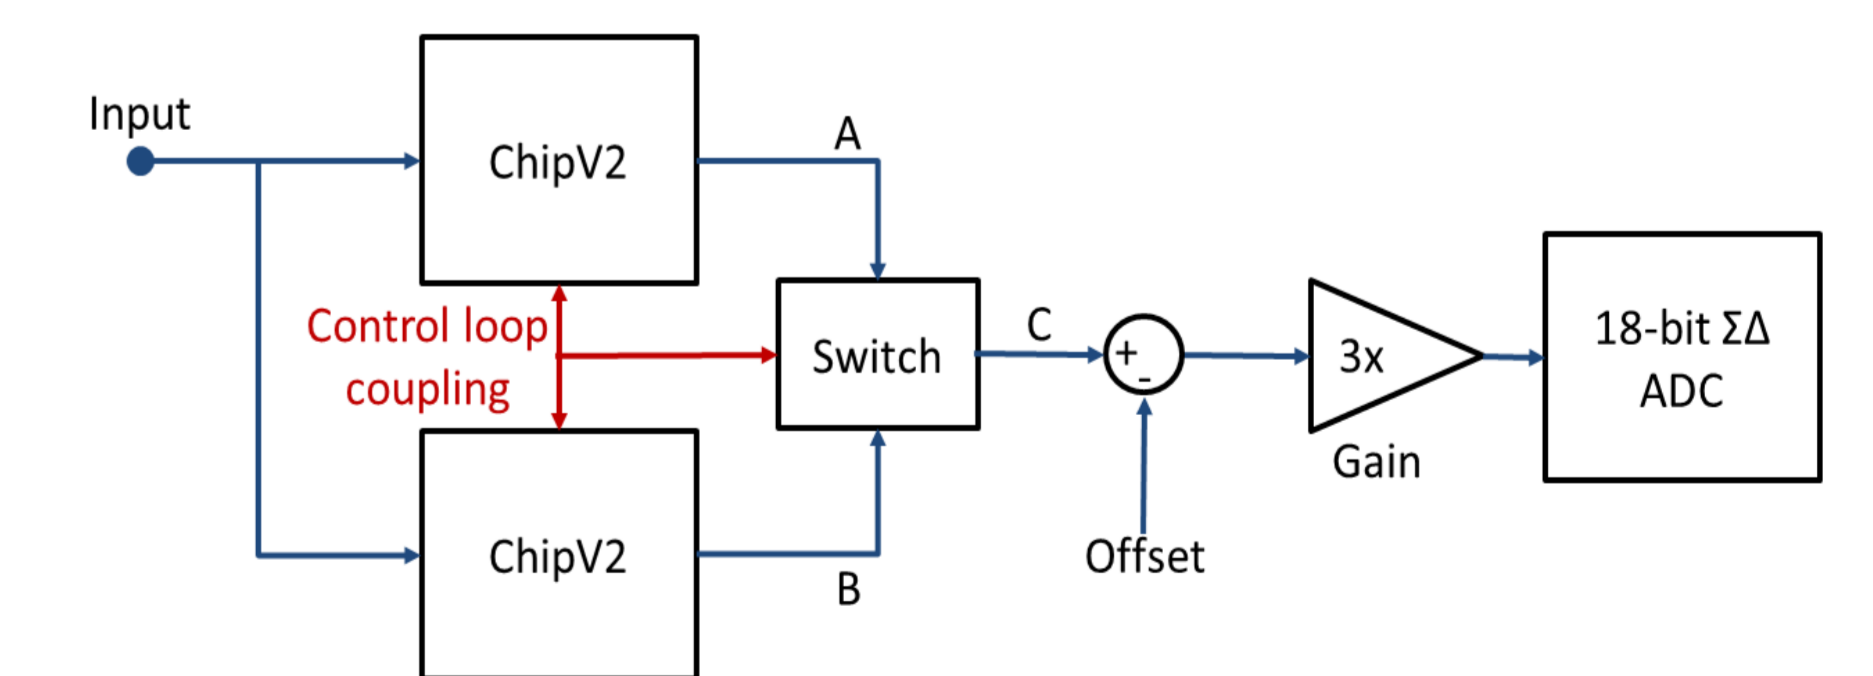 Input
ChipV2
A
Control loop
coupling
Switch
C
+
-
3x
Gain
18-bit ΣΔ
ADC
Offset
ChipV2
B